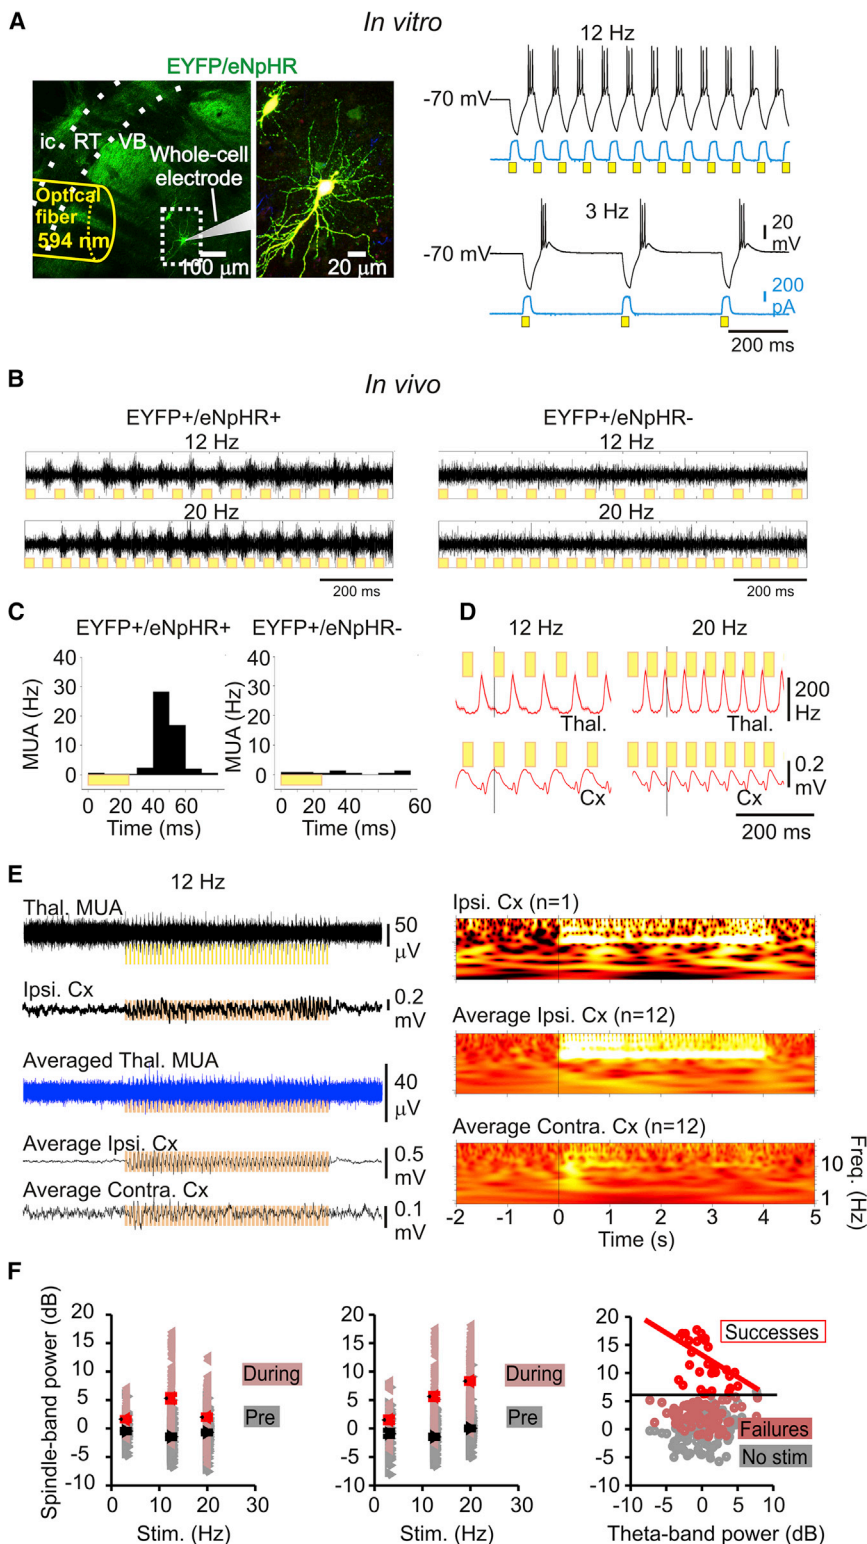 A
In vitro
EYFP/eNpHR
ic
RT
VB
Whole-cell
electrode
Optical
fiber
594 nm
100 µm
20 µm
12 Hz
-70 mV
3 Hz
-70 mV
20
mV
200
pA
200 ms
B
In vivo
EYFP+/eNpHR+
12 Hz
20 Hz
200 ms
EYFP+/eNpHR-
12 Hz
20 Hz
200 ms
C
EYFP+/eNpHR+
MUA (Hz)
40
30
20
10
0
0 20 40 60
Time (ms)
EYFP+/eNpHR-
MUA (Hz)
40
30
20
10
0
0 20 40 60
Time (ms)
D
12 Hz
20 Hz
Thal.
Thal.
200
Hz
Cx
Cx
0.2
mV
200 ms
E
12 Hz
Thal. MUA
50
µV
Ipsi. Cx
0.2
mV
Averaged Thal. MUA
40
µV
Average Ipsi. Cx
0.5
mV
Average Contra. Cx
0.1
mV
Ipsi. Cx (n=1)
Average Ipsi. Cx (n=12)
Average Contra. Cx (n=12)
10
1
Freq. (Hz)
-2 -1 0 1 2 3 4 5
Time (s)
F
Spindle-band power (dB)
20
15
10
5
0
-5
-10
0 10 20 30
Stim. (Hz)
During
Pre
20
15
10
5
0
-5
-10
0 10 20 30
Stim. (Hz)
During
Pre
20
15
10
5
0
-5
-10
-10 -5 0 5 10
Theta-band power (dB)
Successes
Failures
No stim